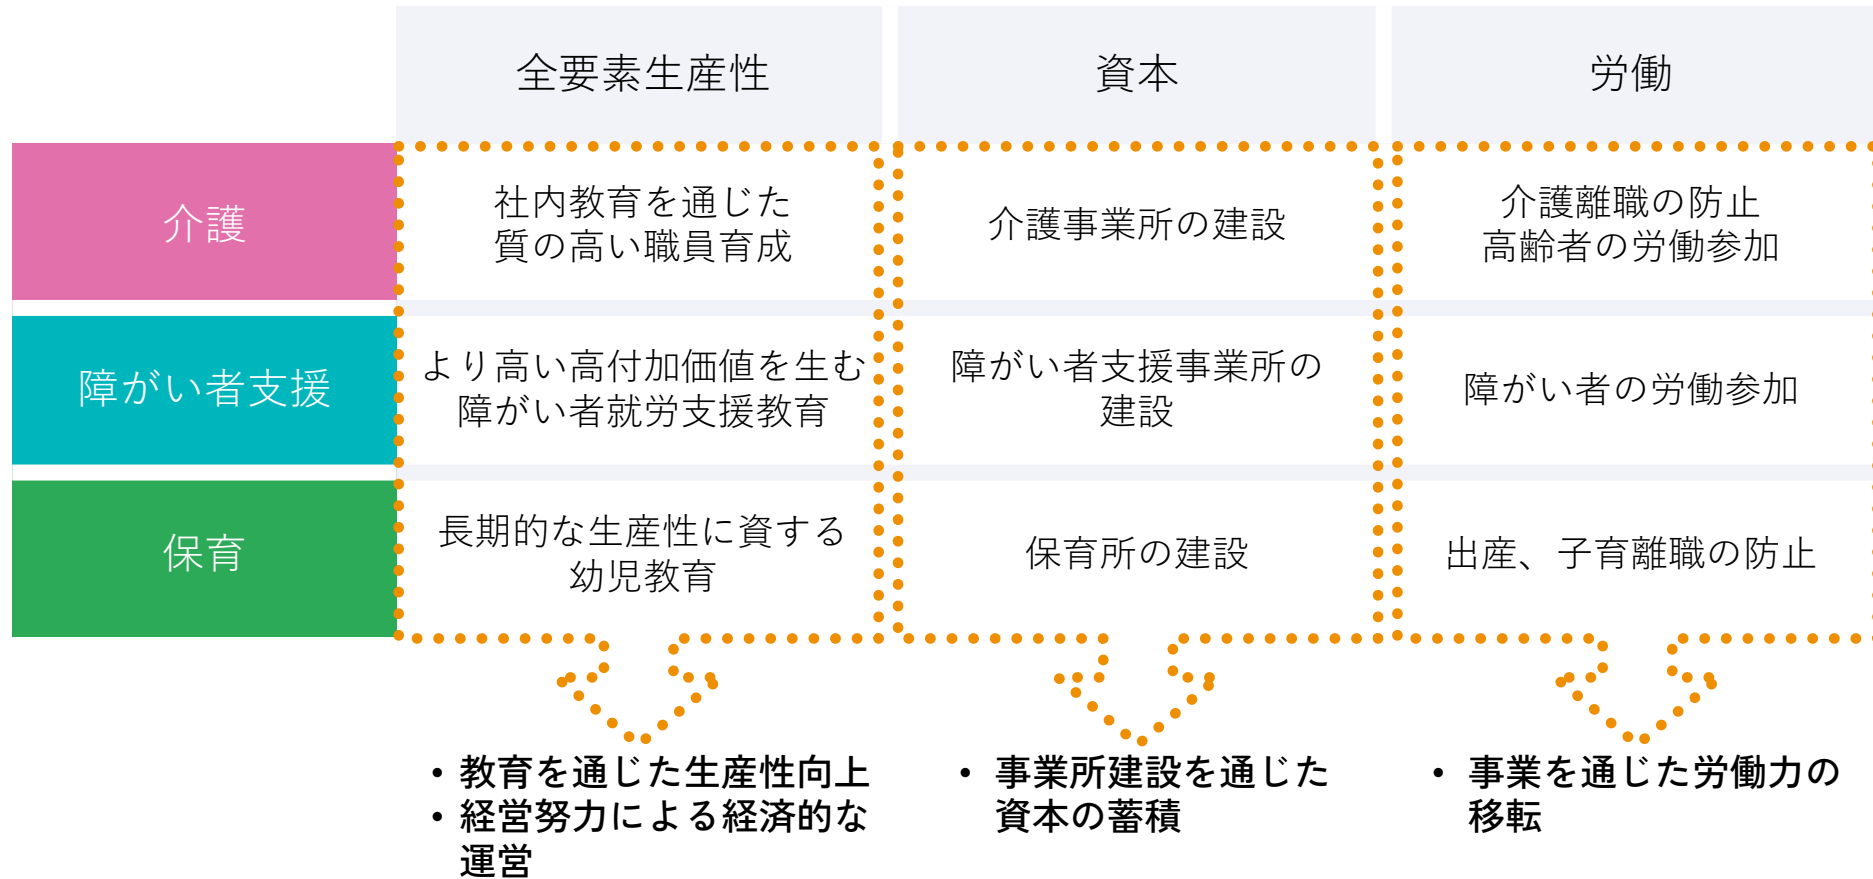 全要素生産性
資本
労働
介護
社内教育を通じた
質の高い職員育成
介護事業所の建設
介護離職の防止
高齢者の労働参加
障がい者支援
より高い高付加価値を生む
障がい者就労支援教育
障がい者支援事業所の
建設
障がい者の労働参加
保育
長期的な生産性に資する
幼児教育
保育所の建設
出産、子育離職の防止
• 教育を通じた生産性向上
• 経営努力による経済的な
運営
• 事業所建設を通じた
資本の蓄積
• 事業を通じた労働力の
移転